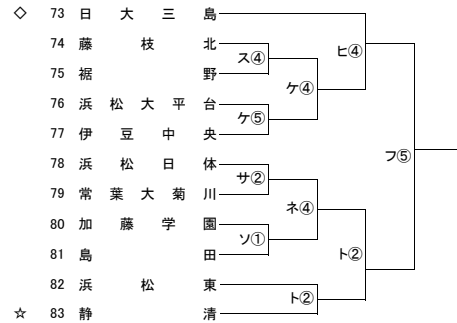 ◇ 73 日大三島
74 藤枝北
ス④
75 裾野
ヒ④
ケ④
76 浜松大平台
ケ⑤
77 伊豆中央
フ⑤
78 浜松日体
サ②
79 常葉大菊川
ネ④
80 加藤学園
ソ①
81 島田
ト②
82 浜松東
ト②
☆ 83 静清